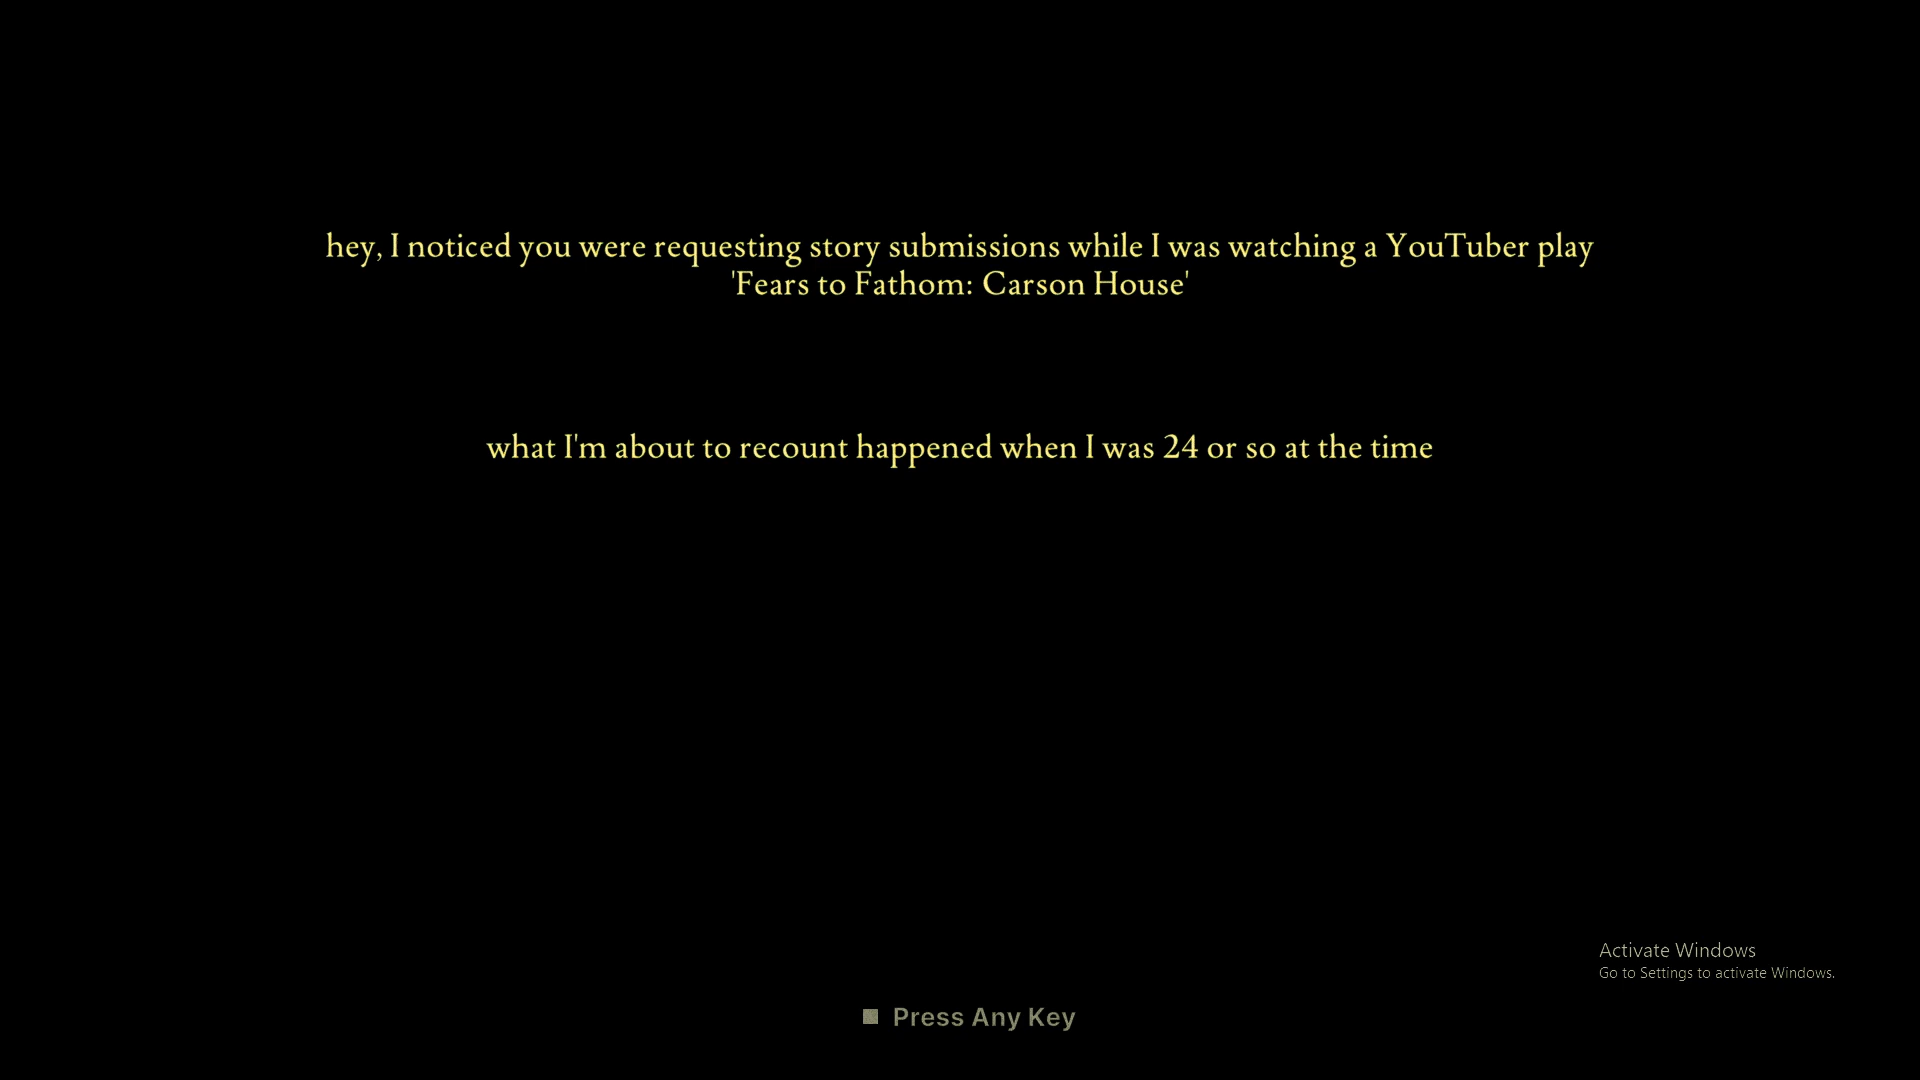 hey, I noticed you were requesting story submissions while I was watching a YouTuber play
'Fears to Fathom: Carson House'
what I'm about to recount happened when I was 24 or so at the time
Activate Windows
Go to Settings to activate Windows.
Press Any Key